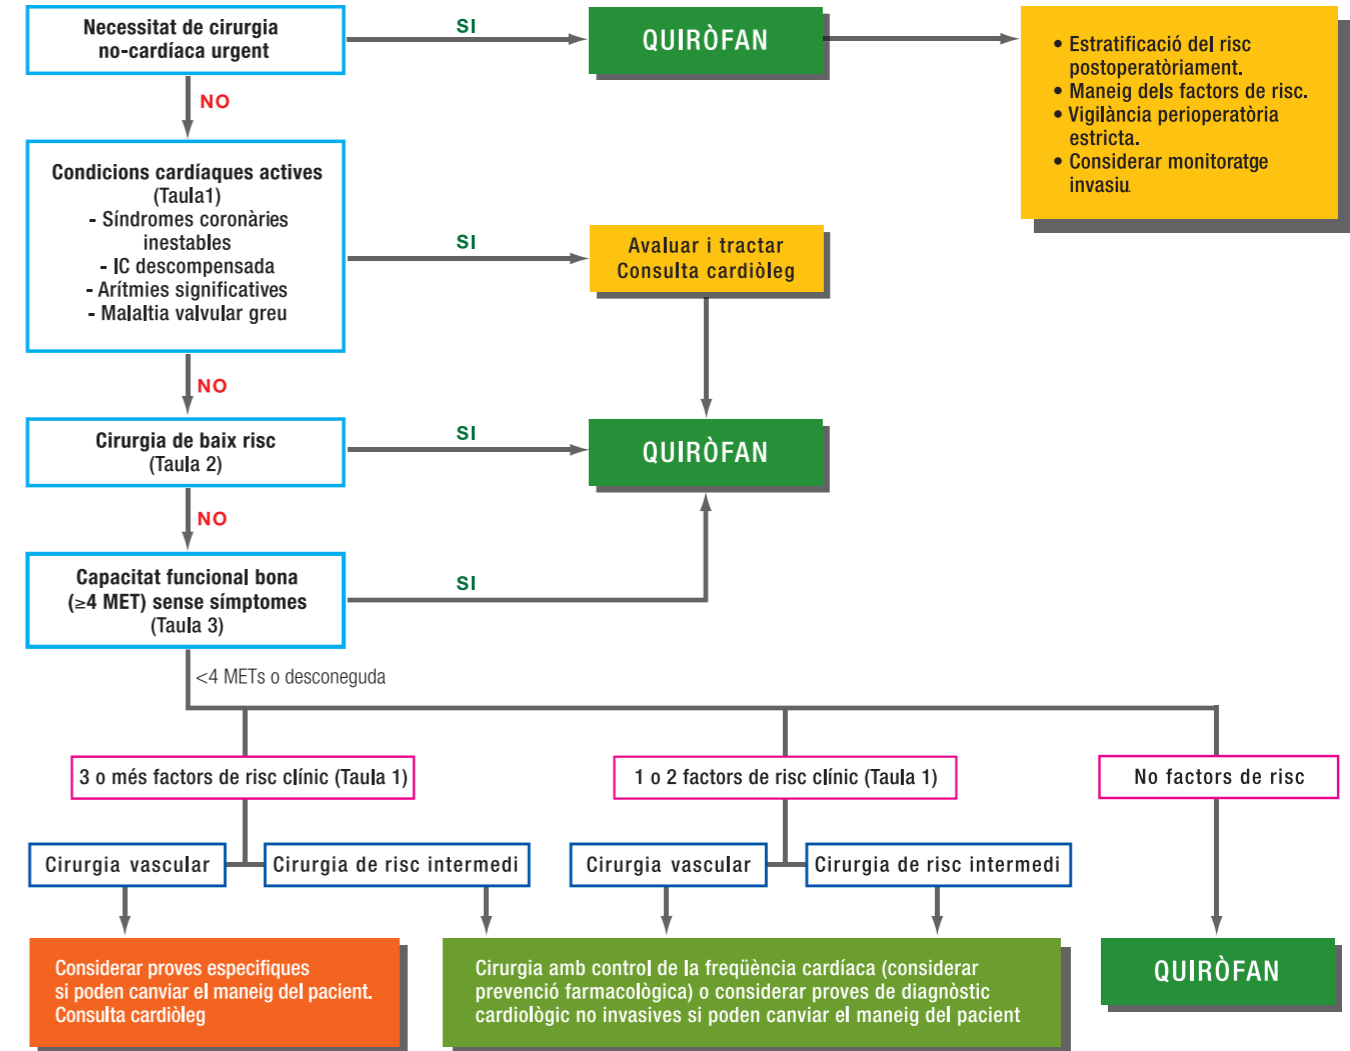 Necessitat de cirurgia
no-cardíaca urgent
SI
QUIRÒFAN
• Estratificació del risc
postoperatòriament.
• Maneig dels factors de risc.
• Vigilància perioperatòria
estricta.
• Considerar monitoratge
invasiu
NO
Condicions cardíaques actives
(Taula1)
- Síndromes coronàries
inestables
- IC descompensada
- Arítmies significatives
- Malaltia valvular greu
SI
Avaluar i tractar
Consulta cardiòleg
NO
Cirurgia de baix risc
(Taula 2)
SI
QUIRÒFAN
NO
Capacitat funcional bona
(≥4 MET) sense símptomes
(Taula 3)
SI
<4 METs o desconeguda
3 o més factors de risc clínic (Taula 1)
1 o 2 factors de risc clínic (Taula 1)
No factors de risc
Cirurgia vascular
Cirurgia de risc intermedi
Cirurgia vascular
Cirurgia de risc intermedi
Considerar proves especifiques
si poden canviar el maneig del pacient.
Consulta cardiòleg
Cirurgia amb control de la freqüència cardíaca (considerar
prevenció farmacològica) o considerar proves de diagnòstic
cardiològic no invasives si poden canviar el maneig del pacient
QUIRÒFAN